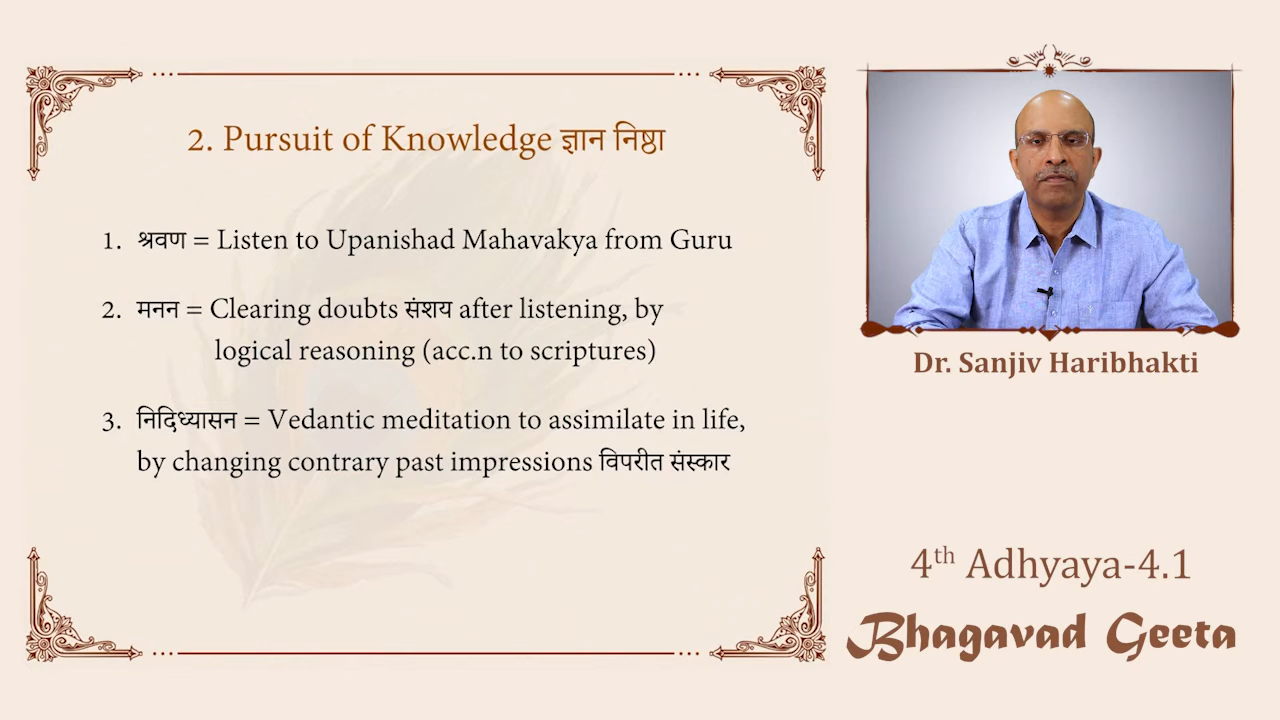 2. Pursuit of Knowledge ज्ञान निष्ठा
1. श्रवण = Listen to Upanishad Mahavakya from Guru
2. मनन = Clearing doubts संशय after listening, by
logical reasoning (acc.n to scriptures)
3. निदिध्यासन = Vedantic meditation to assimilate in life,
by changing contrary past impressions विपरीत संस्कार
Dr. Sanjiv Haribhakti
4th Adhyaya-4.1
Bhagavad Geeta